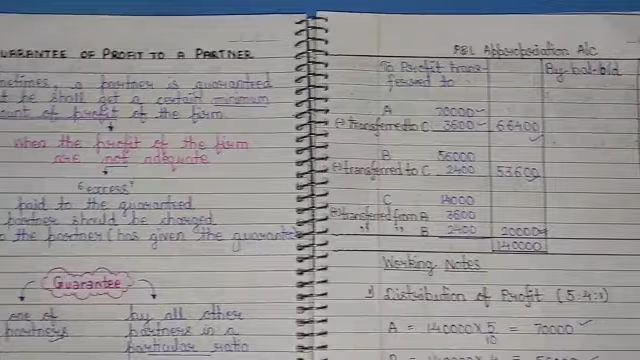 GUARANTEE OF PROFIT TO A PARTNER
a partner is guaranteed
he shall get a certain minimum
of profit of the firm
when the profit of the firm
are not adequate
"excess"
paid to the guaranteed
partner should be charged
the partner (has given the
Guarantee
one of
partners
by all other
partners in a
particular ratio
P&L Appropriation A/c
To Profit trans-
ferred to
By bal. b/d
A 70000
(-) transferred to C 3600 66400
B 56000
(-) transferred to C 2400 53600
C 14000
(+) transferred from A 3600
" " B 2400 20000
140000
Working Notes
1) Distribution of Profit (5:4:1)
A = 140000 × 5/10 = 70000